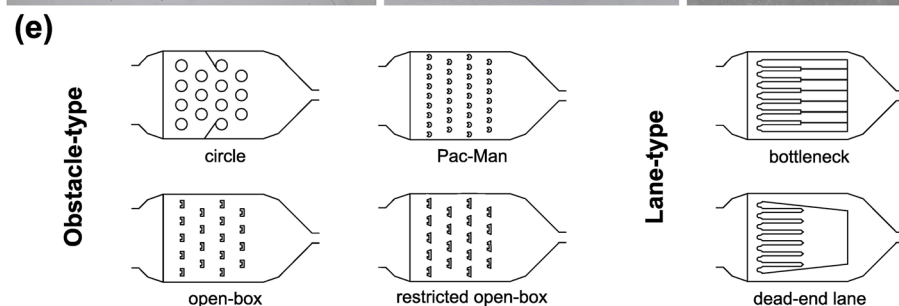 (e)
Obstacle-type
circle
Pac-Man
open-box
restricted open-box
Lane-type
bottleneck
dead-end lane